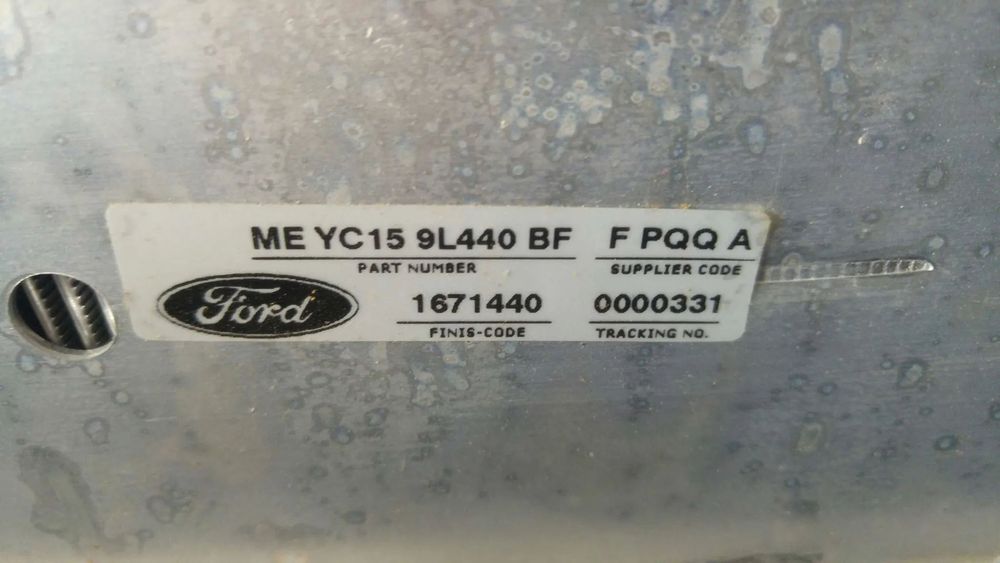 ME YC15 9L440 BF F PQQ A
PART NUMBER SUPPLIER CODE
Ford 1671440 0000331
FINIS-CODE TRACKING NO.